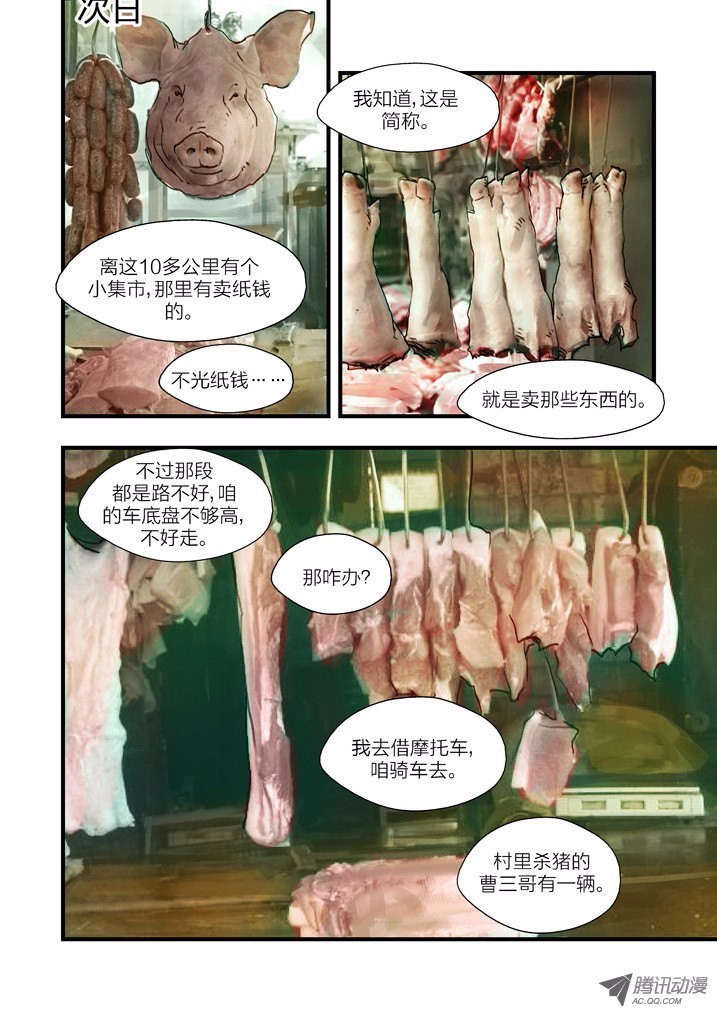 次日
离这10多公里有个
小集市,那里有卖纸钱
的。
不光纸钱……
我知道,这是
简称。
就是卖那些东西的。
不过那段
都是路不好,咱
的车底盘不够高,
不好走。
那咋办?
我去借摩托车,
咱骑车去。
村里杀猪的
曹三哥有一辆。
腾讯动漫
AC.QQ.COM